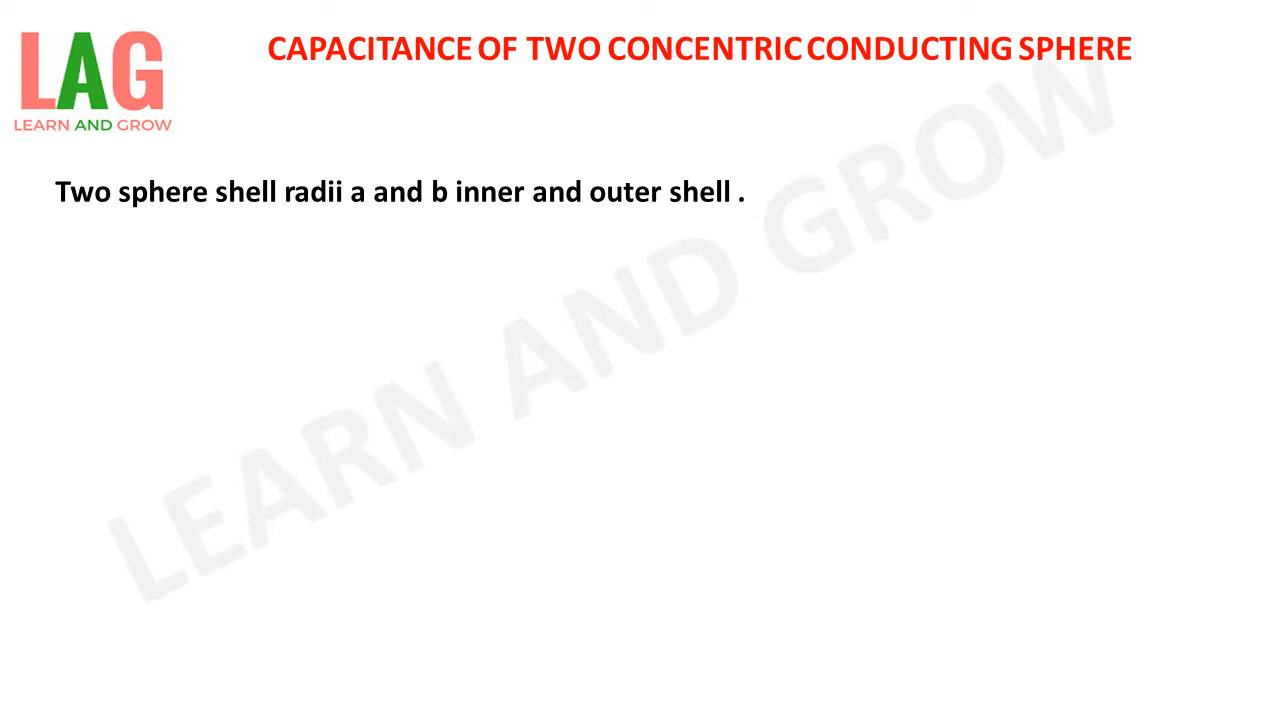 LAG
LEARN AND GROW
CAPACITANCE OF TWO CONCENTRIC CONDUCTING SPHERE
Two sphere shell radii a and b inner and outer shell .
LEARN AND GROW